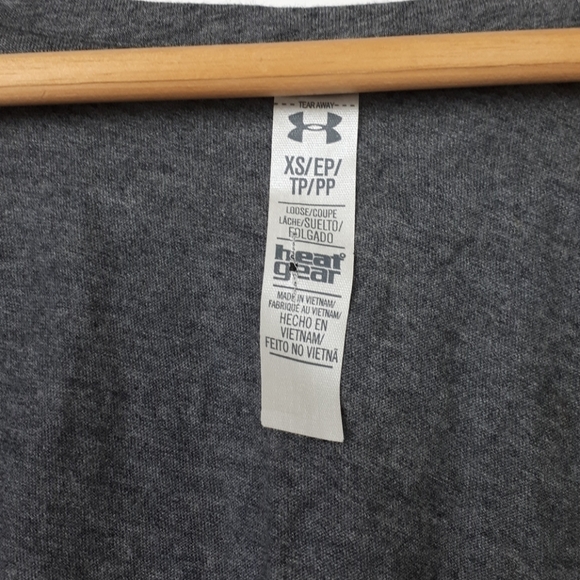 TEAR AWAY
XS/EP/
TP/PP
LOOSE/COUPE
LÂCHE/SUELTO/
FOLGADO
heat
gear
MADE IN VIETNAM/
FABRIQUÉ AU VIETNAM/
HECHO EN
VIETNAM/
FEITO NO VIETNÃ